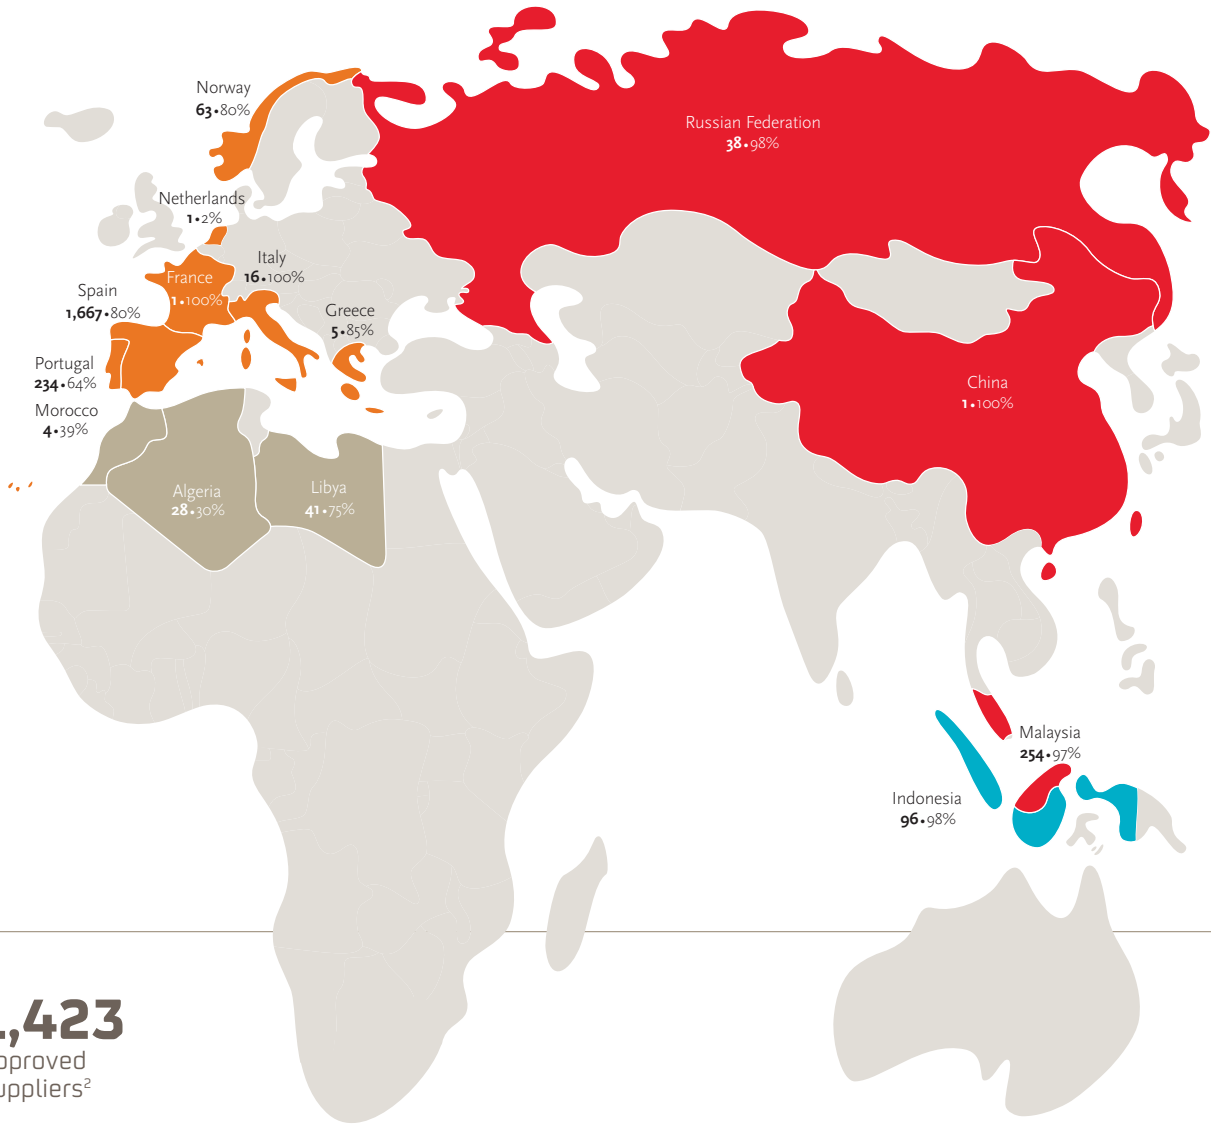 Norway
63•80%
Russian Federation
38•98%
Netherlands
1•2%
Italy
16•100%
France
1•100%
Spain
1,667•80%
Greece
5•85%
Portugal
234•64%
China
1•100%
Morocco
4•39%
Algeria
28•30%
Libya
41•75%
Malaysia
254•97%
Indonesia
96•98%
,423